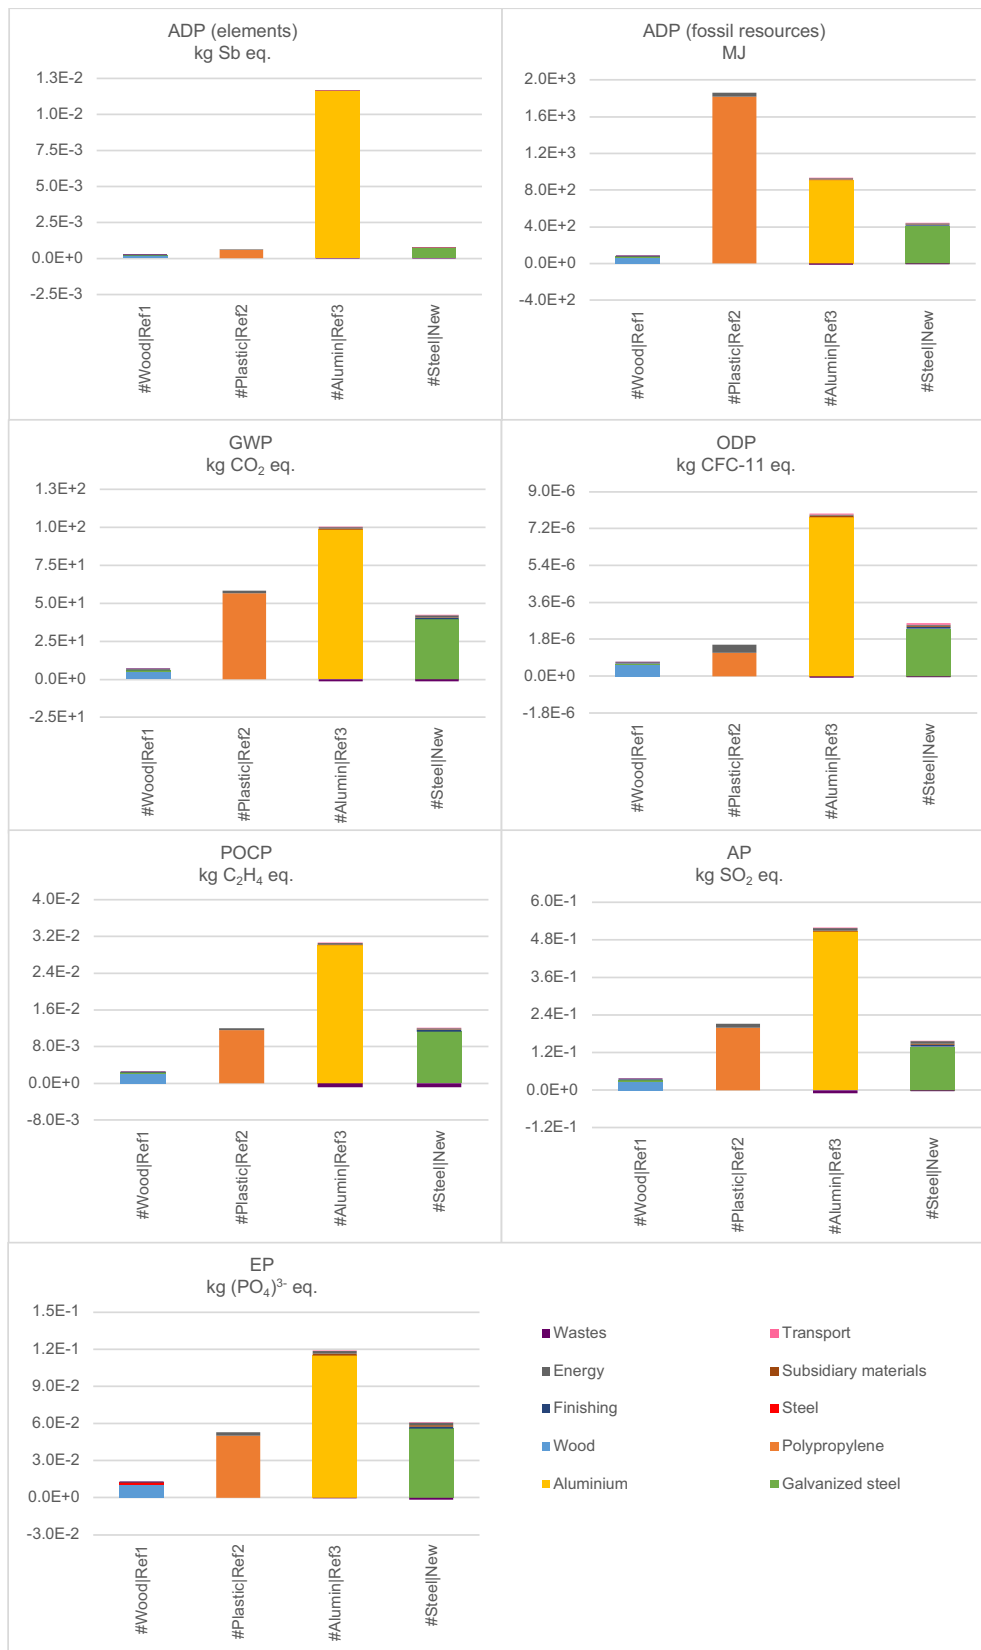 ADP (elements)
kg Sb eq.
1.3E-2
1.0E-2
7.5E-3
5.0E-3
2.5E-3
0.0E+0
-2.5E-3
#Wood|Ref1
#Plastic|Ref2
#Alumin|Ref3
#Steel|New
ADP (fossil resources)
MJ
2.0E+3
1.6E+3
1.2E+3
8.0E+2
4.0E+2
0.0E+0
-4.0E+2
#Wood|Ref1
#Plastic|Ref2
#Alumin|Ref3
#Steel|New
GWP
kg CO₂ eq.
1.3E+2
1.0E+2
7.5E+1
5.0E+1
2.5E+1
0.0E+0
-2.5E+1
#Wood|Ref1
#Plastic|Ref2
#Alumin|Ref3
#Steel|New
ODP
kg CFC-11 eq.
9.0E-6
7.2E-6
5.4E-6
3.6E-6
1.8E-6
0.0E+0
-1.8E-6
#Wood|Ref1
#Plastic|Ref2
#Alumin|Ref3
#Steel|New
POCP
kg C₂H₄ eq.
4.0E-2
3.2E-2
2.4E-2
1.6E-2
8.0E-3
0.0E+0
-8.0E-3
#Wood|Ref1
#Plastic|Ref2
#Alumin|Ref3
#Steel|New
AP
kg SO₂ eq.
6.0E-1
4.8E-1
3.6E-1
2.4E-1
1.2E-1
0.0E+0
-1.2E-1
#Wood|Ref1
#Plastic|Ref2
#Alumin|Ref3
#Steel|New
EP
kg (PO₄)³⁻ eq.
1.5E-1
1.2E-1
9.0E-2
6.0E-2
3.0E-2
0.0E+0
-3.0E-2
#Wood|Ref1
#Plastic|Ref2
#Alumin|Ref3
#Steel|New
Wastes
Transport
Energy
Subsidiary materials
Finishing
Steel
Wood
Polypropylene
Aluminium
Galvanized steel